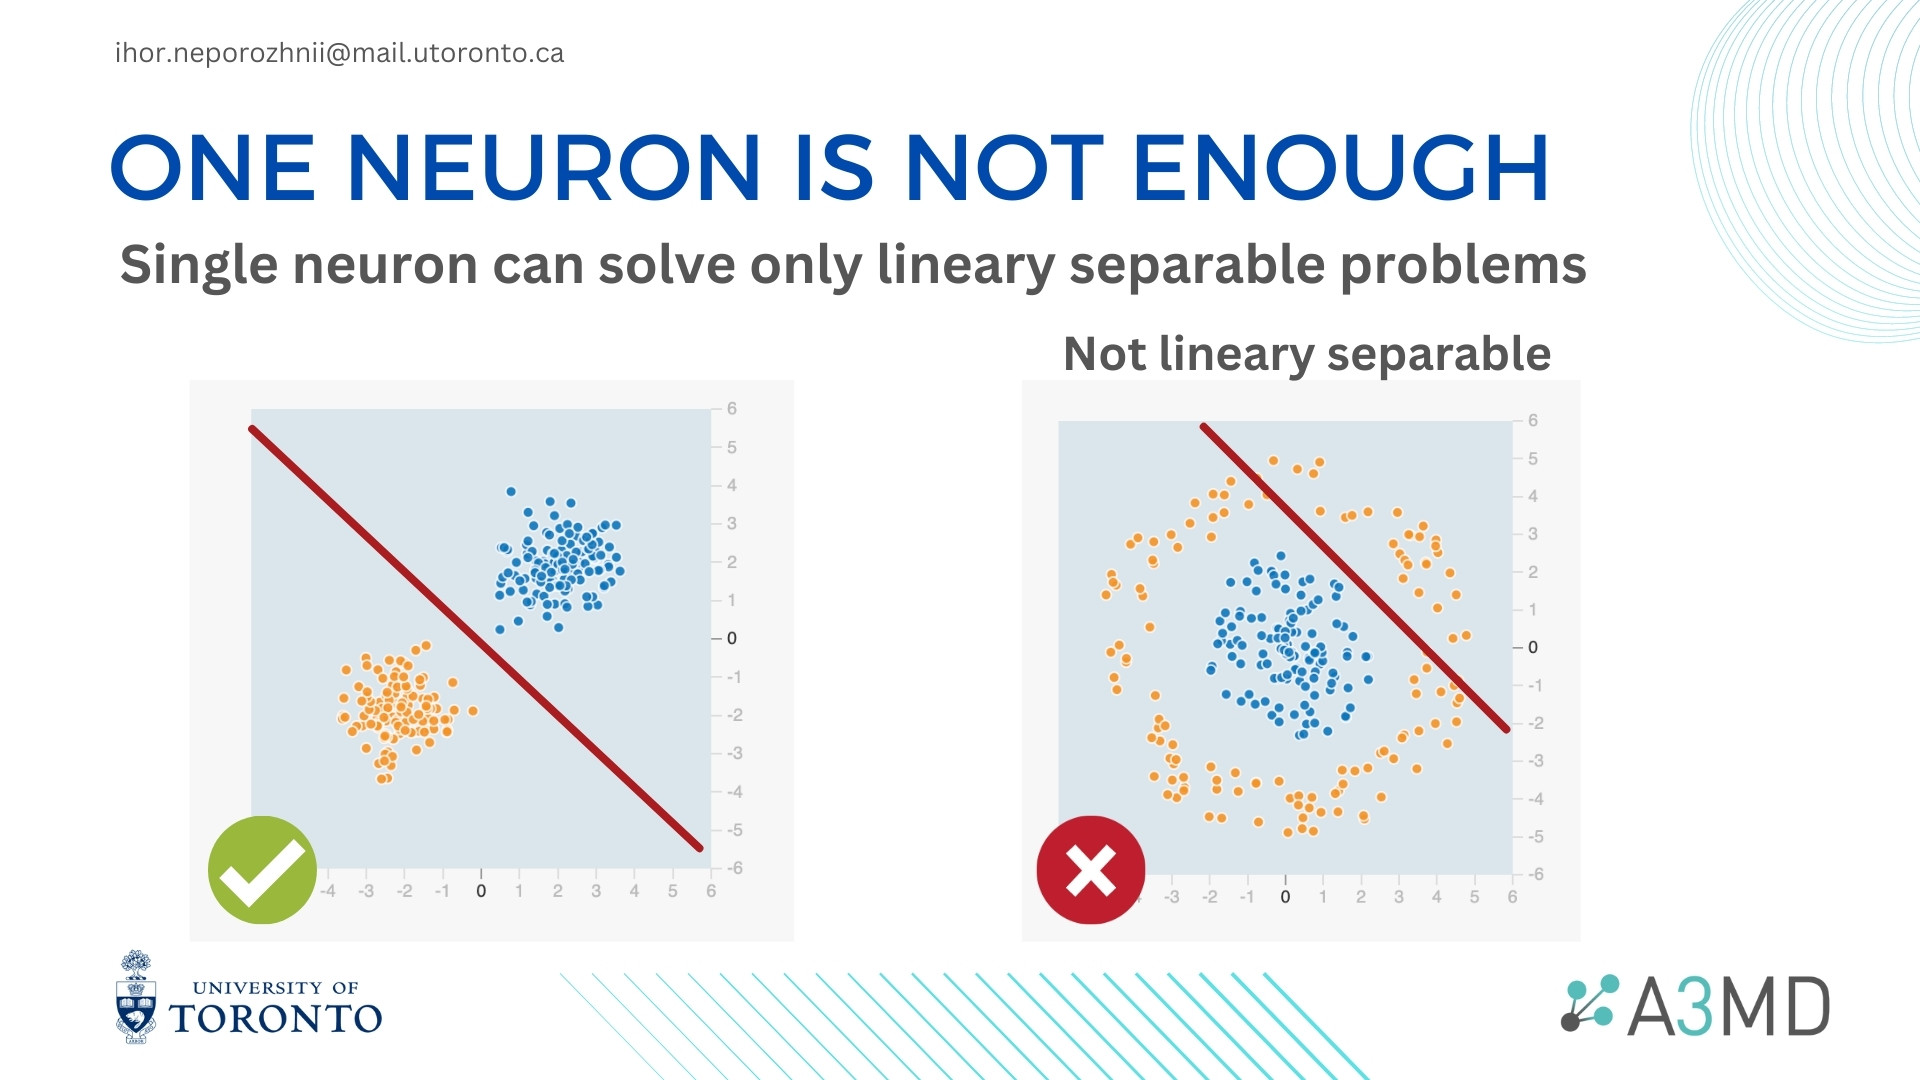 ihor.neporozhnii@mail.utoronto.ca
ONE NEURON IS NOT ENOUGH
Single neuron can solve only lineary separable problems
Not lineary separable
6
5
4
3
2
1
0
-1
-2
-3
-4
-5
-6
-4 -3 -2 -1 0 1 2 3 4 5 6
6
5
4
3
2
1
0
-1
-2
-3
-4
-5
-6
-3 -2 -1 0 1 2 3 4 5 6
UNIVERSITY OF
TORONTO
A3MD